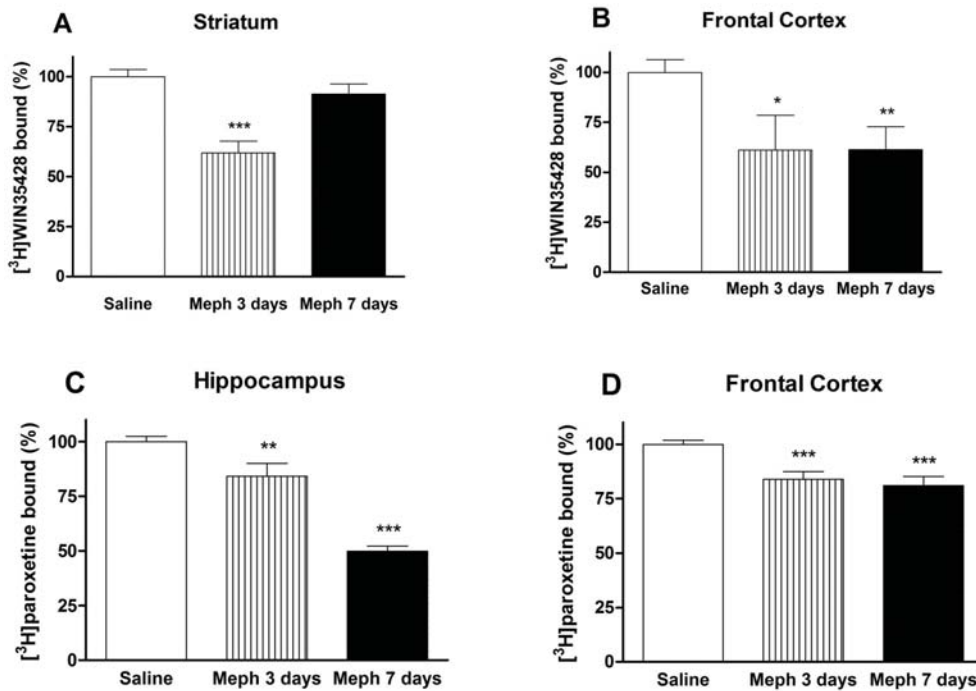 A
Striatum
[³H]WIN35428 bound (%)
100
75
50
25
0
***
Saline
Meph 3 days
Meph 7 days
B
Frontal Cortex
[³H]WIN35428 bound (%)
100
75
50
25
0
*
**
Saline
Meph 3 days
Meph 7 days
C
Hippocampus
[³H]paroxetine bound (%)
100
75
50
25
0
**
***
Saline
Meph 3 days
Meph 7 days
D
Frontal Cortex
[³H]paroxetine bound (%)
100
75
50
25
0
***
***
Saline
Meph 3 days
Meph 7 days